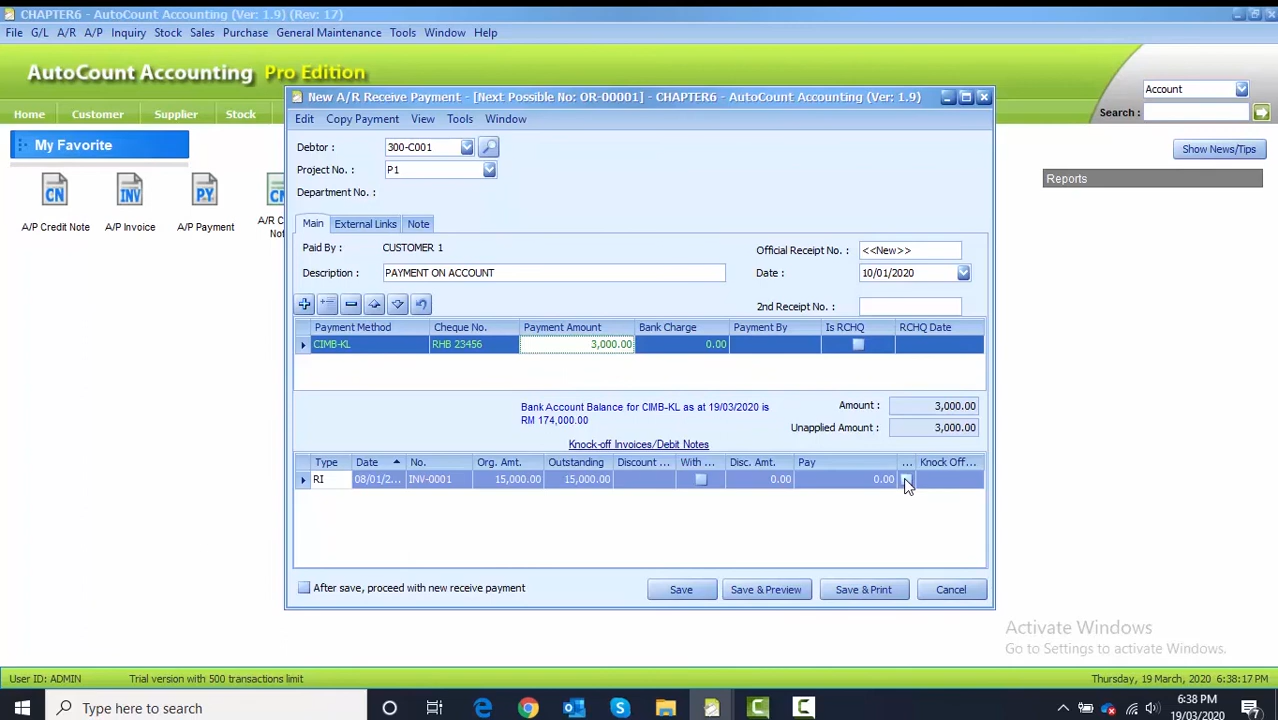 CHAPTER6 - AutoCount Accounting (Ver: 1.9) (Rev: 17)
File G/L A/R A/P Inquiry Stock Sales Purchase General Maintenance Tools Window Help
AutoCount Accounting Pro Edition
Account
Search :
Home Customer Supplier Stock
My Favorite
Show News/Tips
Reports
CN INV PY CN
A/P Credit Note A/P Invoice A/P Payment A/R C
Not
New A/R Receive Payment - [Next Possible No: OR-00001] - CHAPTER6 - AutoCount Accounting (Ver: 1.9)
Edit Copy Payment View Tools Window
Debtor : 300-C001
Project No. : P1
Department No. :
Main External Links Note
Paid By : CUSTOMER 1 Official Receipt No. : <<New>>
Description : PAYMENT ON ACCOUNT Date : 10/01/2020
2nd Receipt No. :
Payment Method Cheque No. Payment Amount Bank Charge Payment By Is RCHQ RCHQ Date
CIMB-KL RHB 23456 3,000.00 0.00
Bank Account Balance for CIMB-KL as at 19/03/2020 is
RM 174,000.00
Amount : 3,000.00
Unapplied Amount : 3,000.00
Knock-off Invoices/Debit Notes
Type Date No. Org. Amt. Outstanding Discount ... With ... Disc. Amt. Pay ... Knock Off...
RI 08/01/2... INV-0001 15,000.00 15,000.00 0.00 0.00
After save, proceed with new receive payment Save Save & Preview Save & Print Cancel
Activate Windows
Go to Settings to activate Windows.
User ID: ADMIN Trial version with 500 transactions limit Thursday, 19 March, 2020 6:38:17 PM
Type here to search
6:38 PM
19/03/2020
7